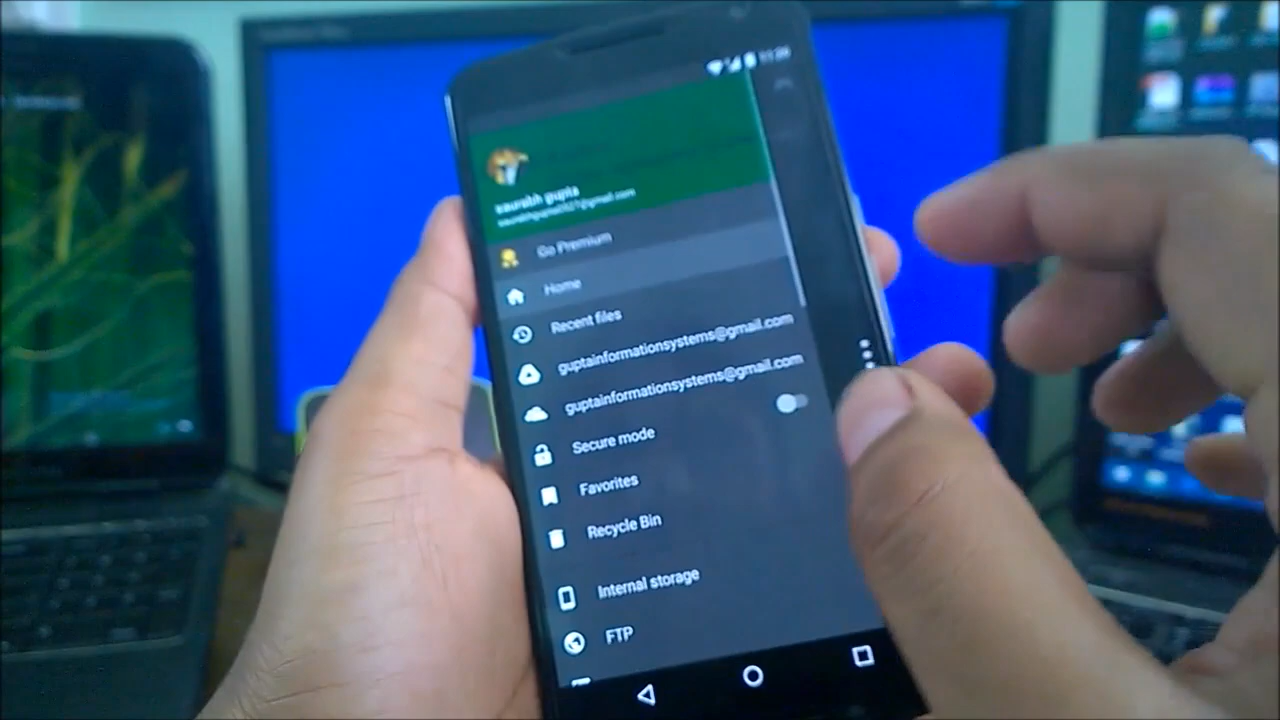 saurabh gupta
Go Premium
Home
Recent files
guptainformationsystems@gmail.com
guptainformationsystems@gmail.com
Secure mode
Favorites
Recycle Bin
Internal storage
FTP